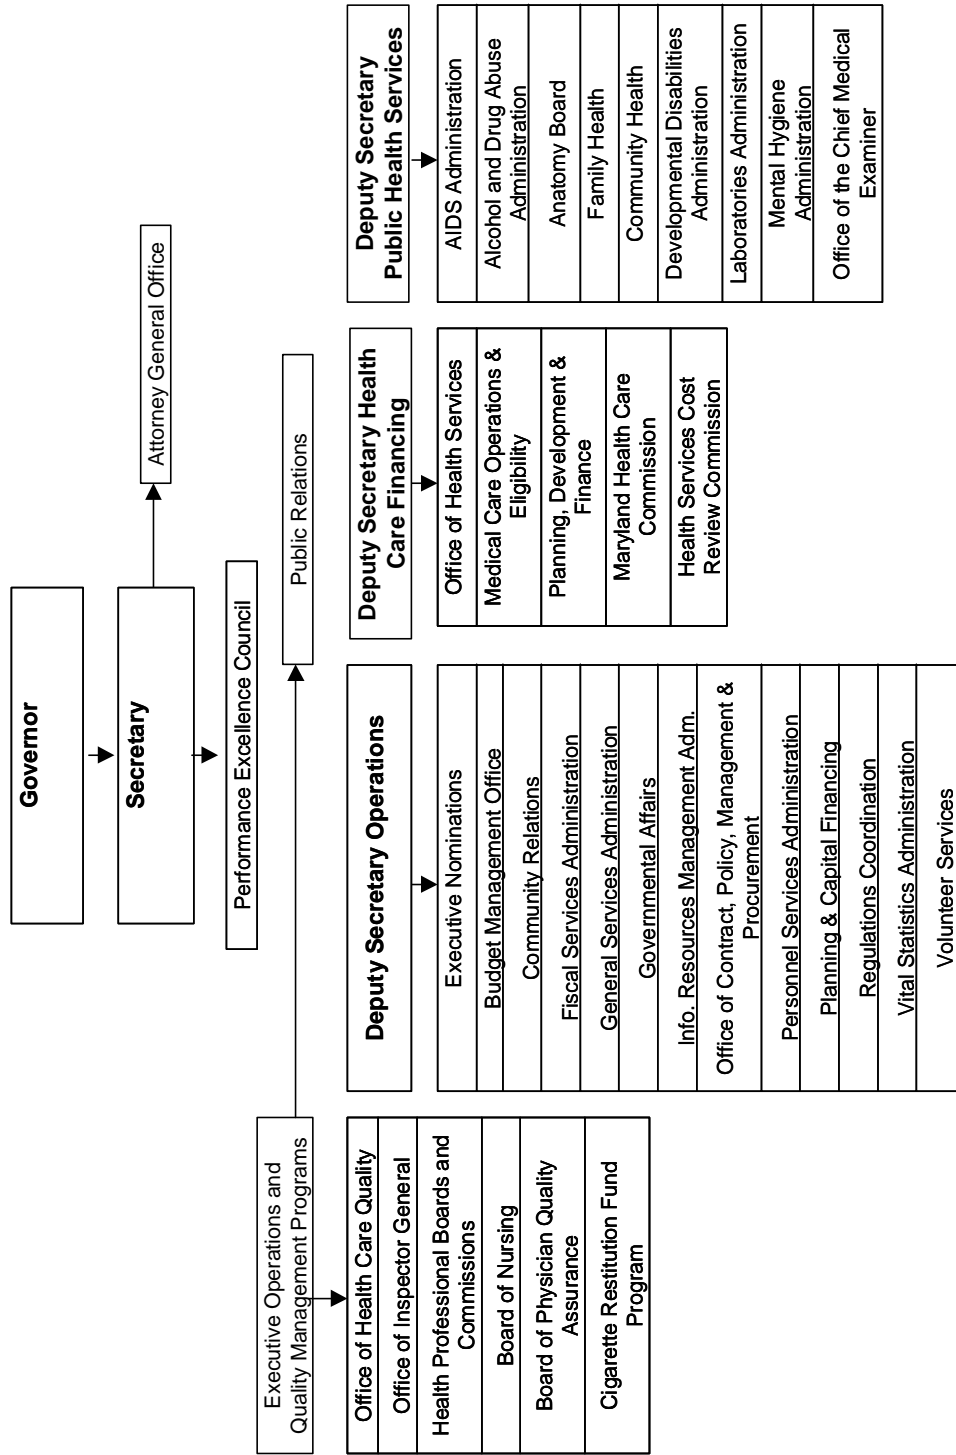 Governor
Secretary
Attorney General Office
Performance Excellence Council
Executive Operations and
Quality Management Programs
Public Relations
Office of Health Care Quality
Office of Inspector General
Health Professional Boards and
Commissions
Board of Nursing
Board of Physician Quality
Assurance
Cigarette Restitution Fund
Program
Deputy Secretary Operations
Executive Nominations
Budget Management Office
Community Relations
Fiscal Services Administration
General Services Administration
Governmental Affairs
Info. Resources Management Adm.
Office of Contract, Policy, Management &
Procurement
Personnel Services Administration
Planning & Capital Financing
Regulations Coordination
Vital Statistics Administration
Volunteer Services
Deputy Secretary Health
Care Financing
Office of Health Services
Medical Care Operations &
Eligibility
Planning, Development &
Finance
Maryland Health Care
Commission
Health Services Cost
Review Commission
Deputy Secretary
Public Health Services
AIDS Administration
Alcohol and Drug Abuse
Administration
Anatomy Board
Family Health
Community Health
Developmental Disabilities
Administration
Laboratories Administration
Mental Hygiene
Administration
Office of the Chief Medical
Examiner